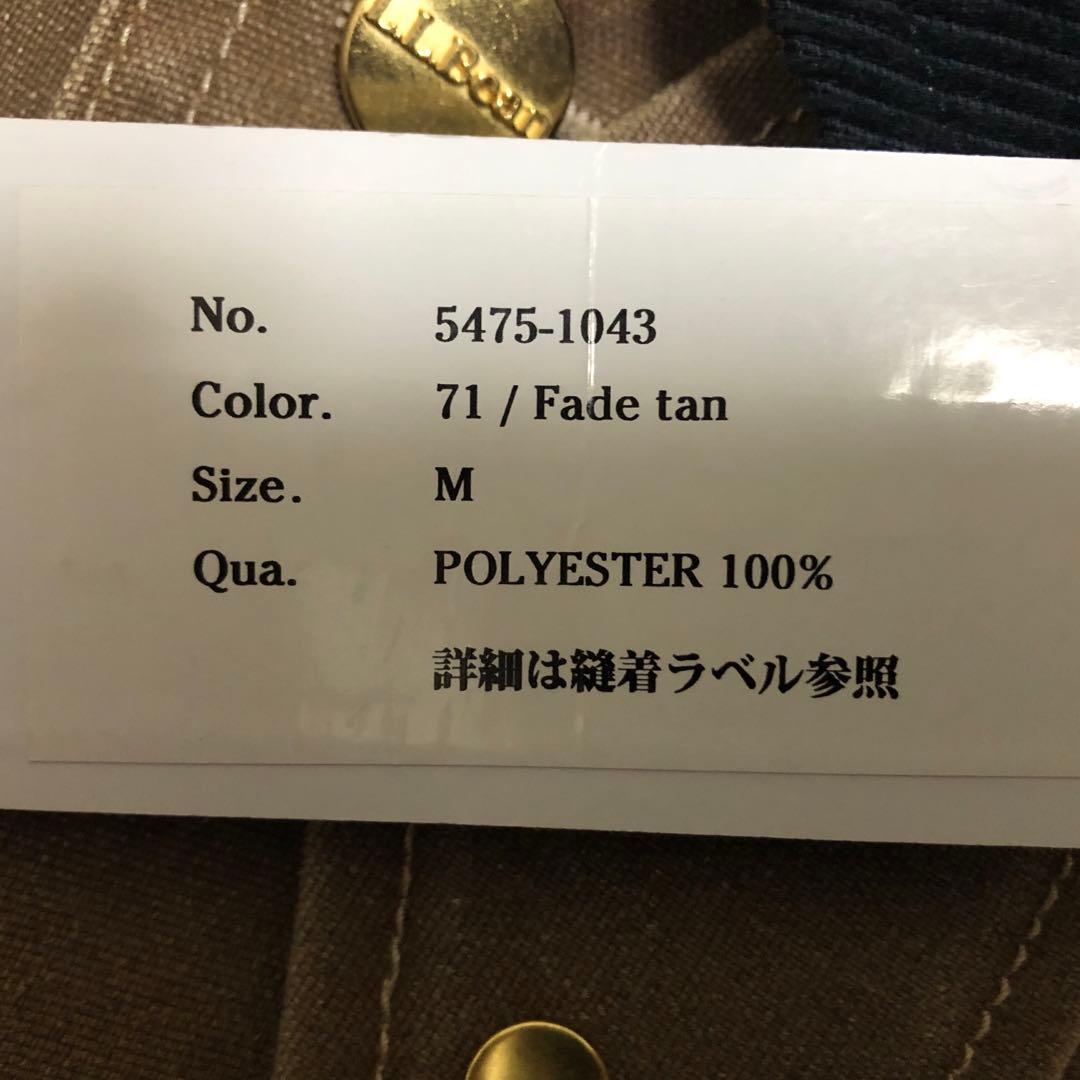 L.L.Bean
No. 5475-1043
Color. 71 / Fade tan
Size. M
Qua. POLYESTER 100%
詳細は縫着ラベル参照